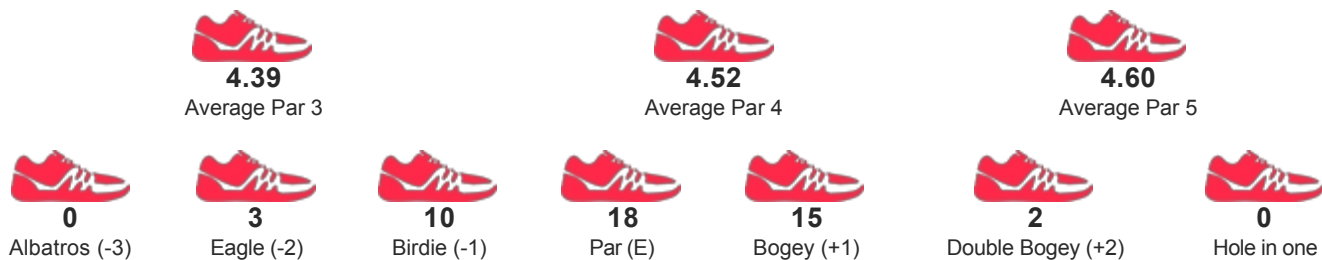 4.39
Average Par 3
4.52
Average Par 4
4.60
Average Par 5
0
Albatros (-3)
3
Eagle (-2)
10
Birdie (-1)
18
Par (E)
15
Bogey (+1)
2
Double Bogey (+2)
0
Hole in one